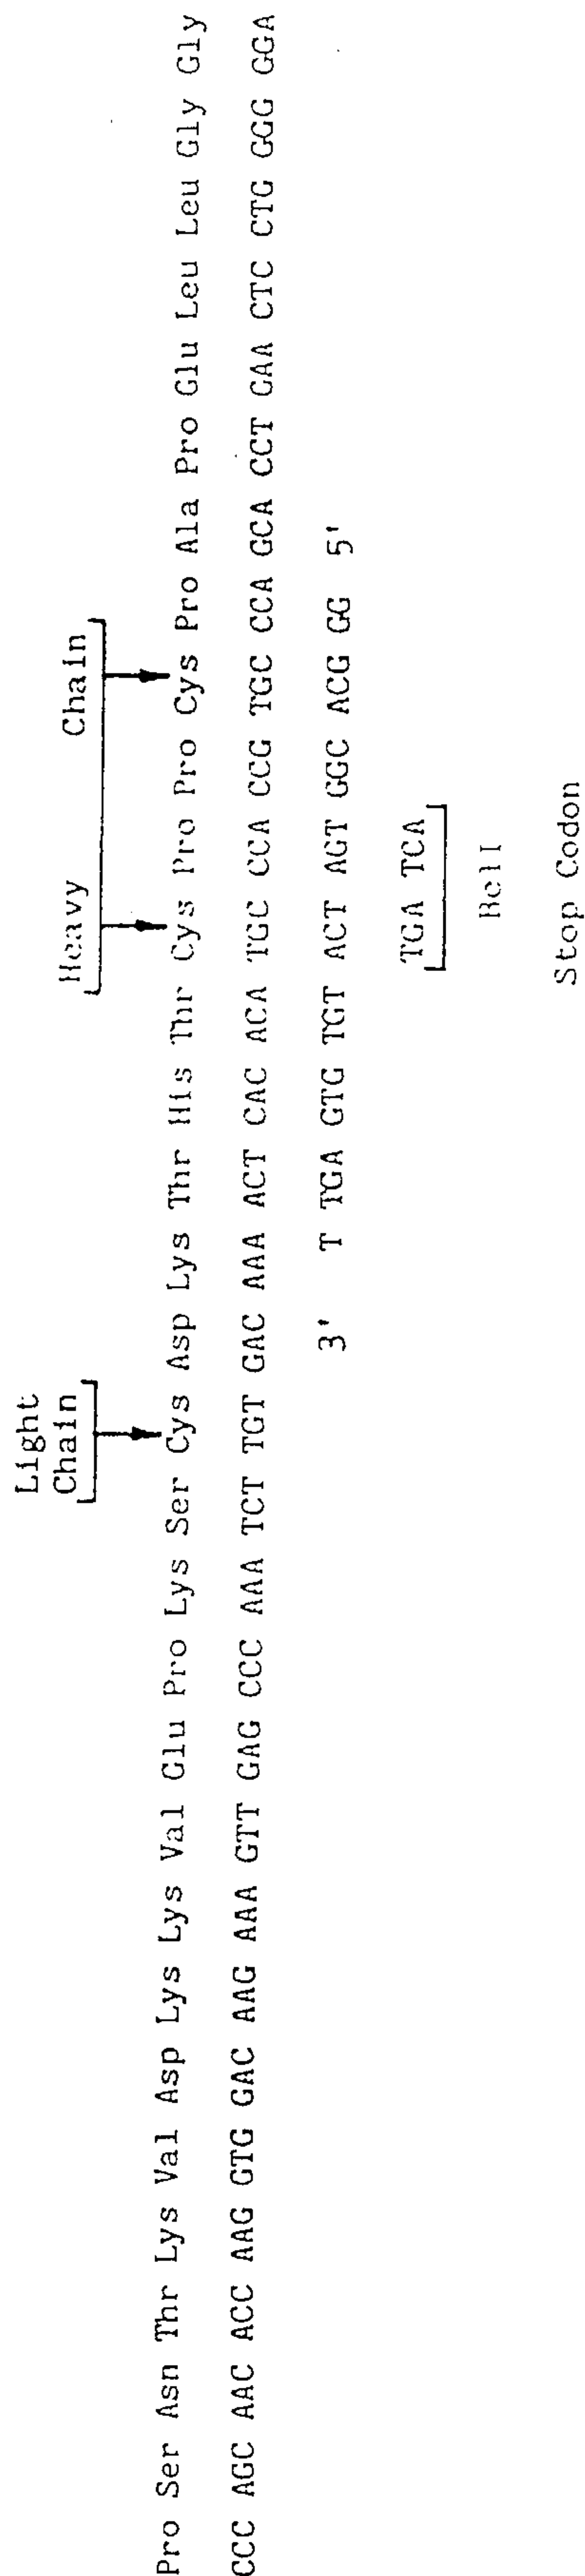 Light
Chain
Heavy Chain
Pro Ser Asn Thr Lys Val Asp Lys Lys Val Glu Pro Lys Ser Cys Asp Lys Thr His Thr Cys Pro Pro Cys Pro Ala Pro Glu Leu Leu Gly Gly
CCC AGC AAC ACC AAG GTG GAC AAG AAA GTT GAG CCC AAA TCT TGT GAC AAA ACT CAC ACA TGC CCA CCG TGC CCA GCA CCT GAA CTC CTG GGG GGA
3' T TGA GTG TGT ACT AGT GGC ACG GG 5'
TGA TCA
BclI
Stop Codon